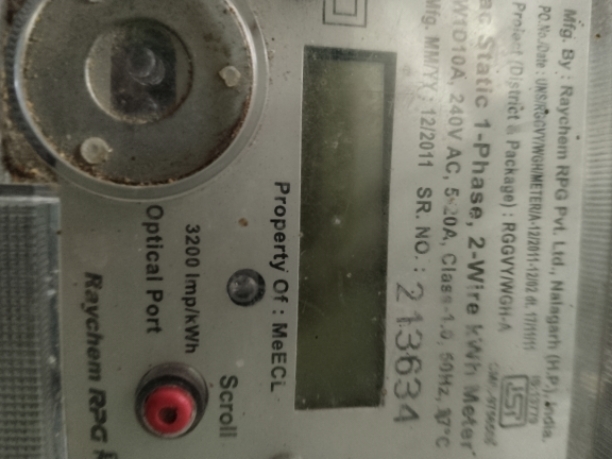 Mfg. By : Raychem RPG Pvt. Ltd., Nalagarh (H.P.), India.
Project (District & Package) : RGGVY/WGH-A
ac Static 1-Phase, 2-Wire kWh Meter
240V AC, 5-20A, Class-1.0, 50Hz,
Mfg. MM/YY : 12/2011 SR. NO. : 213634
Property Of : MeECL
3200 Imp/kWh
Scroll
Optical Port
Raychem RPG